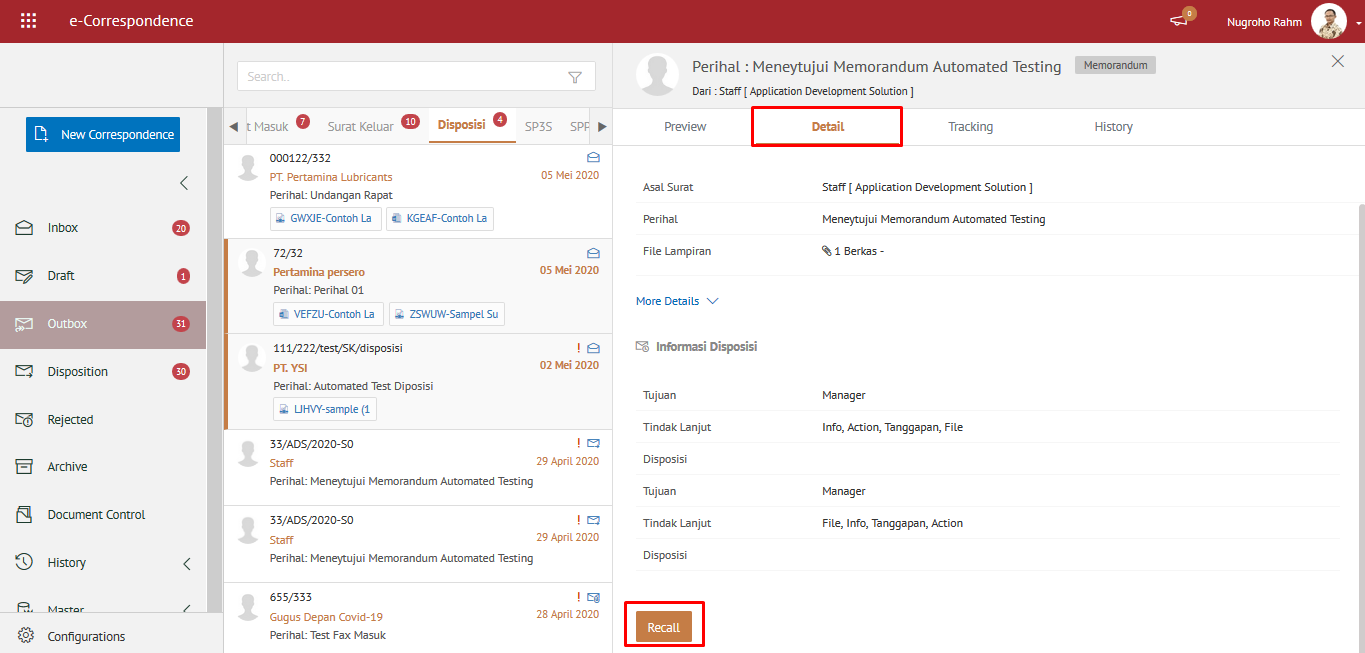 e-Correspondence
0
Nugroho Rahm
New Correspondence
Inbox 20
Draft 1
Outbox 31
Disposition 30
Rejected
Archive
Document Control
History
Master
Configurations
Search..
t Masuk 7 Surat Keluar 10 Disposisi 4 SP3S SPP
000122/332
PT. Pertamina Lubricants 05 Mei 2020
Perihal: Undangan Rapat
GWXJE-Contoh La KGEAF-Contoh La
72/32
Pertamina persero 05 Mei 2020
Perihal: Perihal 01
VEFZU-Contoh La ZSWUW-Sampel Su
111/222/test/SK/disposisi !
PT. YSI 02 Mei 2020
Perihal: Automated Test Diposisi
LJHVY-sample (1
33/ADS/2020-S0 !
Staff 29 April 2020
Perihal: Meneytujui Memorandum Automated Testing
33/ADS/2020-S0 !
Staff 29 April 2020
Perihal: Meneytujui Memorandum Automated Testing
655/333 !
Gugus Depan Covid-19 28 April 2020
Perihal: Test Fax Masuk
Perihal : Meneytujui Memorandum Automated Testing Memorandum
Dari : Staff [ Application Development Solution ]
Preview Detail Tracking History
Asal Surat Staff [ Application Development Solution ]
Perihal Meneytujui Memorandum Automated Testing
File Lampiran 1 Berkas -
More Details
Informasi Disposisi
Tujuan Manager
Tindak Lanjut Info, Action, Tanggapan, File
Disposisi
Tujuan Manager
Tindak Lanjut File, Info, Tanggapan, Action
Disposisi
Recall